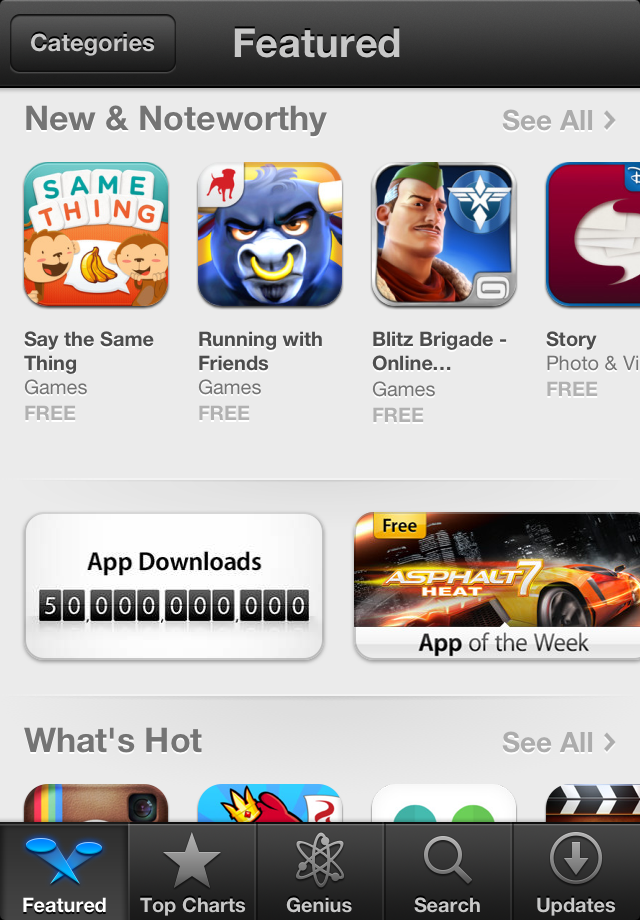 Categories
Featured
New & Noteworthy
See All
SAME
THING
Say the Same
Thing
Games
FREE
Running with
Friends
Games
FREE
Blitz Brigade -
Online...
Games
FREE
Story
Photo & Vi
FREE
App Downloads
50,000,000,000
Free
ASPHALT 7
HEAT
App of the Week
What's Hot
See All
Featured
Top Charts
Genius
Search
Updates